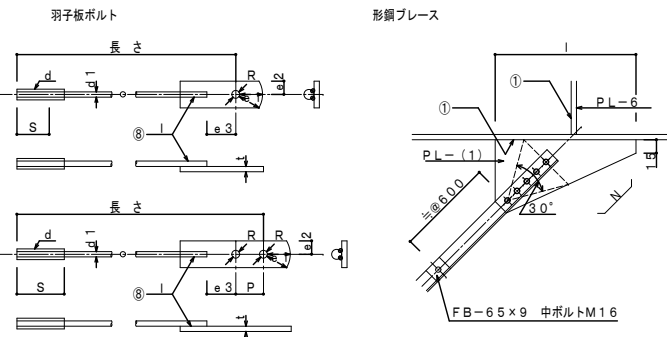 羽子板ボルト
形鋼ブレース
長 さ
d
d1
R
e
e2
S
⑧
l
e3
t
長 さ
d
d1
R
R
e
e2
S
⑧
l
e3
P
t
l
①
PL-6
①
PL-(1)
15
≒@600
30°
N
FB-65×9 中ボルトM16